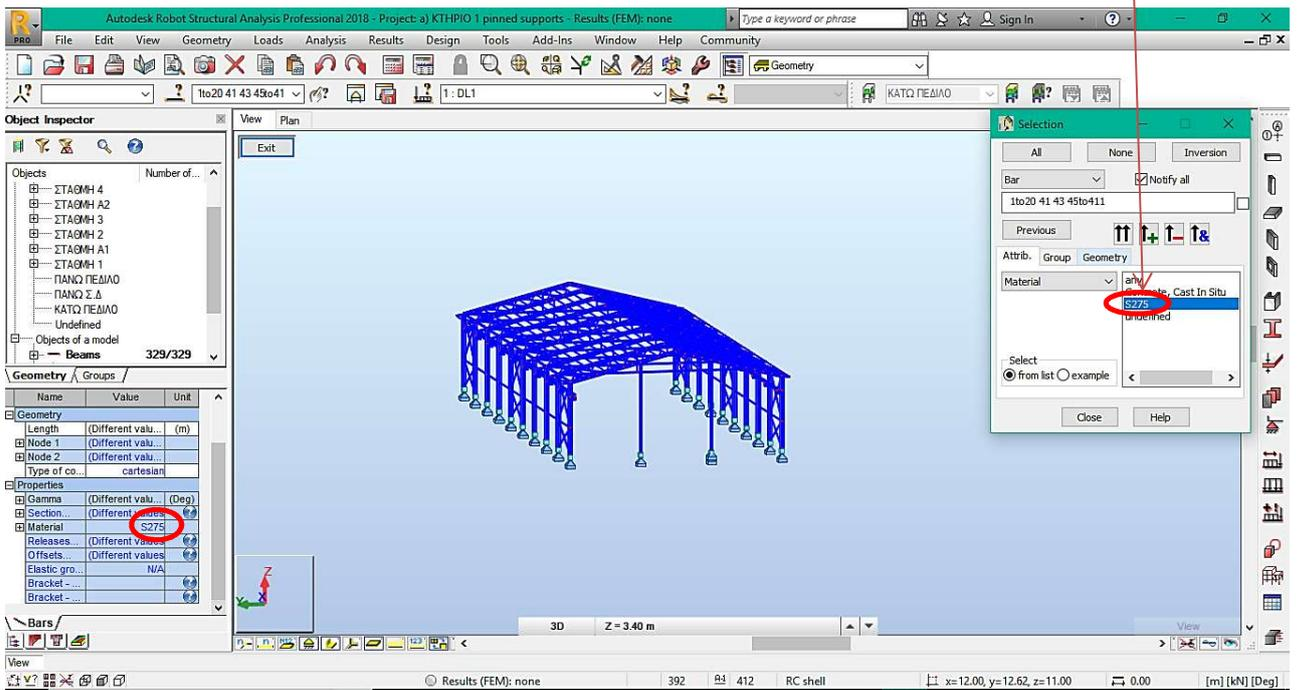 Autodesk Robot Structural Analysis Professional 2018 - Project: a) ΚΤΗΡΙΟ 1 pinned supports - Results (FEM): none
Type a keyword or phrase
Sign In
PRO
File Edit View Geometry Loads Analysis Results Design Tools Add-Ins Window Help Community
Geometry
1to20 41 43 45to41
1 : DL1
ΚΑΤΩ ΠΕΔΙΛΟ
Object Inspector
View Plan
Exit
Objects Number of...
ΣΤΑΘΜΗ 4
ΣΤΑΘΜΗ Α2
ΣΤΑΘΜΗ 3
ΣΤΑΘΜΗ 2
ΣΤΑΘΜΗ Α1
ΣΤΑΘΜΗ 1
ΠΑΝΩ ΠΕΔΙΛΟ
ΠΑΝΩ Σ.Δ
ΚΑΤΩ ΠΕΔΙΛΟ
Undefined
Objects of a model
Beams 329/329
Geometry Groups
Name Value Unit
Geometry
Length (Different valu... (m)
Node 1 (Different valu...
Node 2 (Different valu...
Type of co... cartesian
Properties
Gamma (Different valu... (Deg)
Section... (Different values
Material S275
Releases... (Different values
Offsets... (Different values
Elastic gro... N/A
Bracket - ...
Bracket - ...
Bars
View
Z
Y X
3D Z = 3.40 m
View
Selection
All None Inversion
Bar Notify all
1to20 41 43 45to411
Previous
Attrib. Group Geometry
Material
any
Concrete, Cast In Situ
S275
undefined
Select
from list example
Close Help
Results (FEM): none 392 412 RC shell x=12.00, y=12.62, z=11.00 0.00 [m] [kN] [Deg]